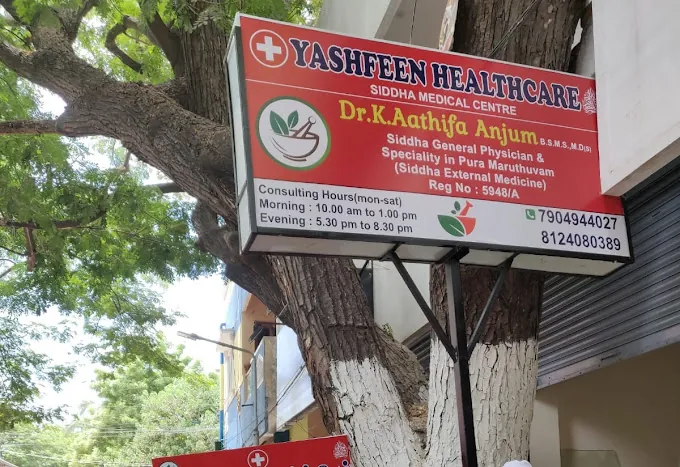 YASHFEEN HEALTHCARE
SIDDHA MEDICAL CENTRE
Dr.K.Aathifa Anjum B.S.M.S.,M.D(S)
Siddha General Physician &
Speciality in Pura Maruthuvam
(Siddha External Medicine)
Reg No : 5948/A
Consulting Hours(mon-sat)
Morning : 10.00 am to 1.00 pm
Evening : 5.30 pm to 8.30 pm
7904944027
8124080389